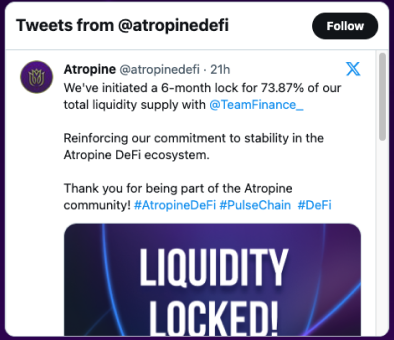 Tweets from @atropinedefi
Follow
Atropine @atropinedefi · 21h
We've initiated a 6-month lock for 73.87% of our
total liquidity supply with @TeamFinance_
Reinforcing our commitment to stability in the
Atropine DeFi ecosystem.
Thank you for being part of the Atropine
community! #AtropineDeFi #PulseChain #DeFi
LIQUIDITY
LOCKED!